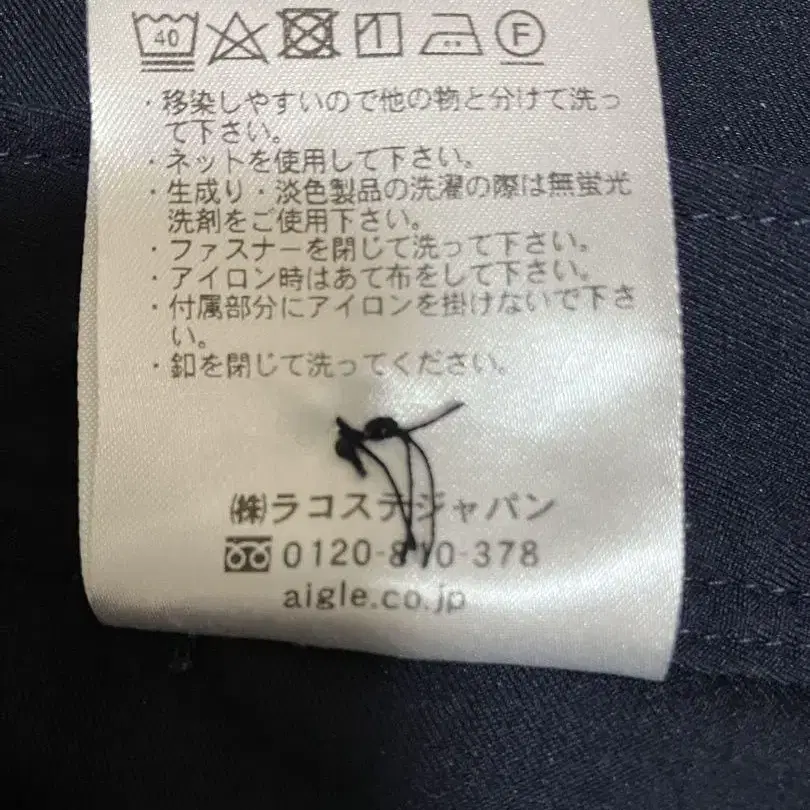 40 F
・移染しやすいので他の物と分けて洗っ
て下さい。
・ネットを使用して下さい。
・生成り・淡色製品の洗濯の際は無蛍光
洗剤をご使用下さい。
・ファスナーを閉じて洗って下さい。
・アイロン時はあて布をして下さい。
・付属部分にアイロンを掛けないで下さ
い。
・釦を閉じて洗ってください。
㈱ラコステジャパン
0120-810-378
aigle.co.jp